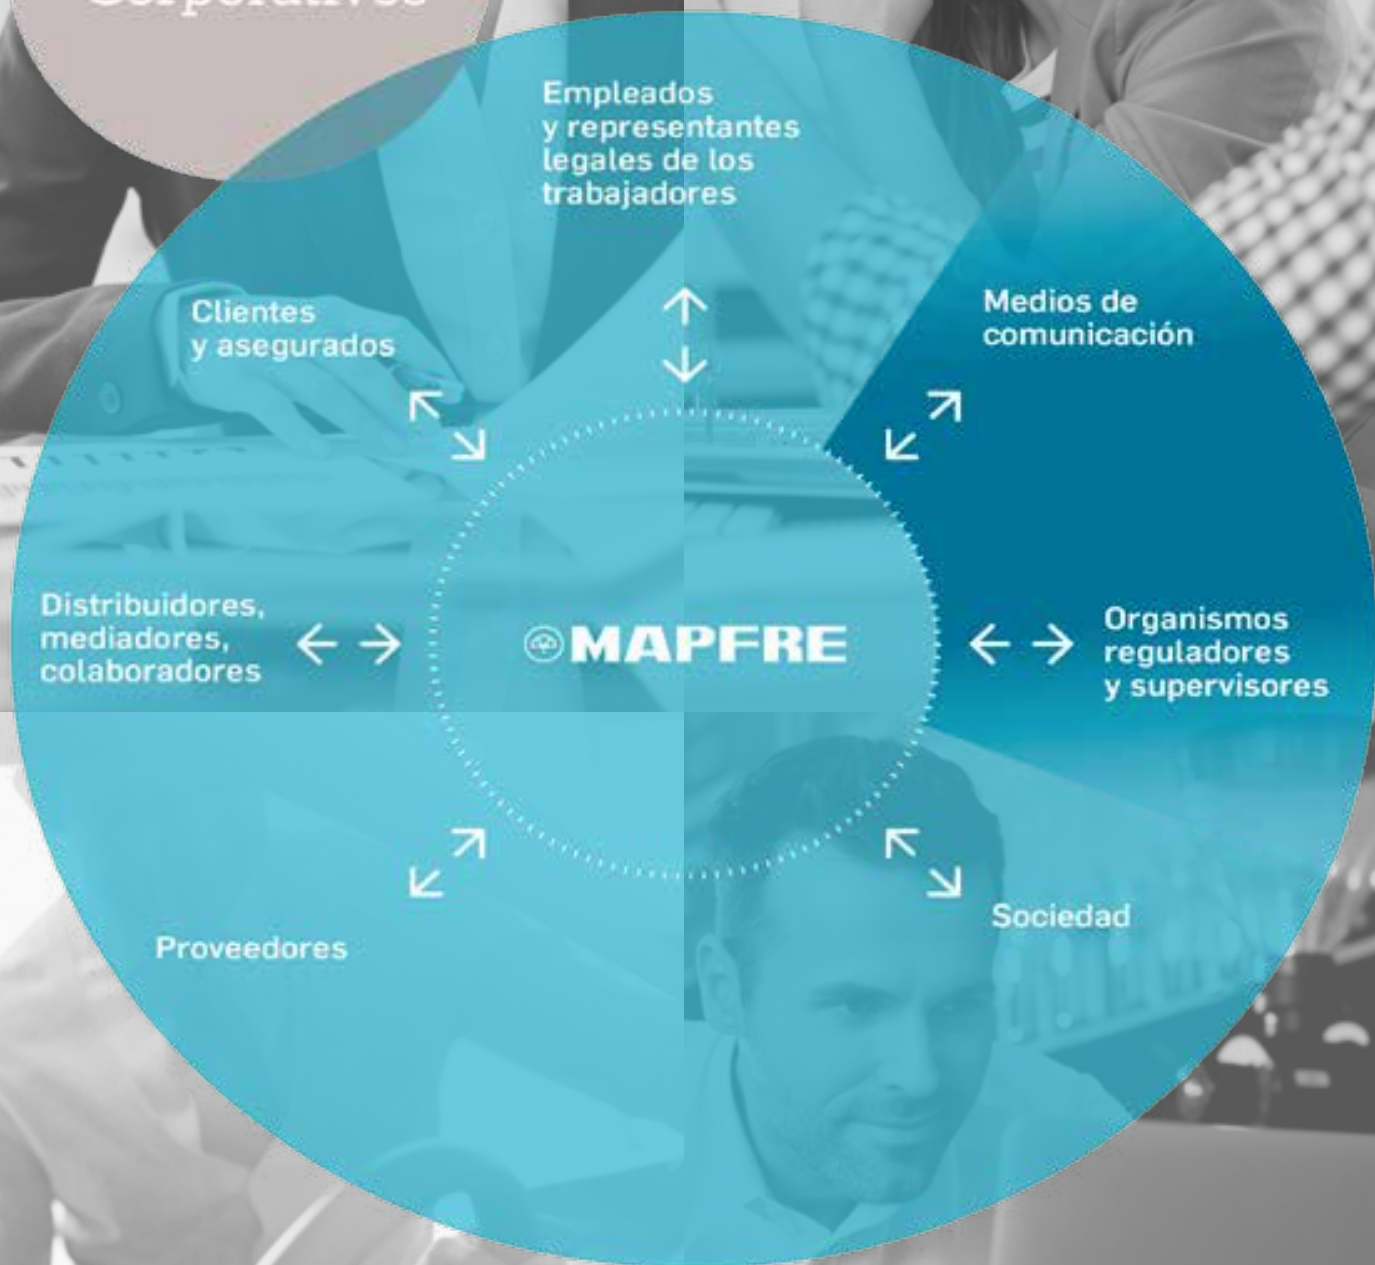 Corporativos
Empleados
y representantes
legales de los
trabajadores
Clientes
y asegurados
Medios de
comunicación
Distribuidores,
mediadores,
colaboradores
MAPFRE
Organismos
reguladores
y supervisores
Proveedores
Sociedad